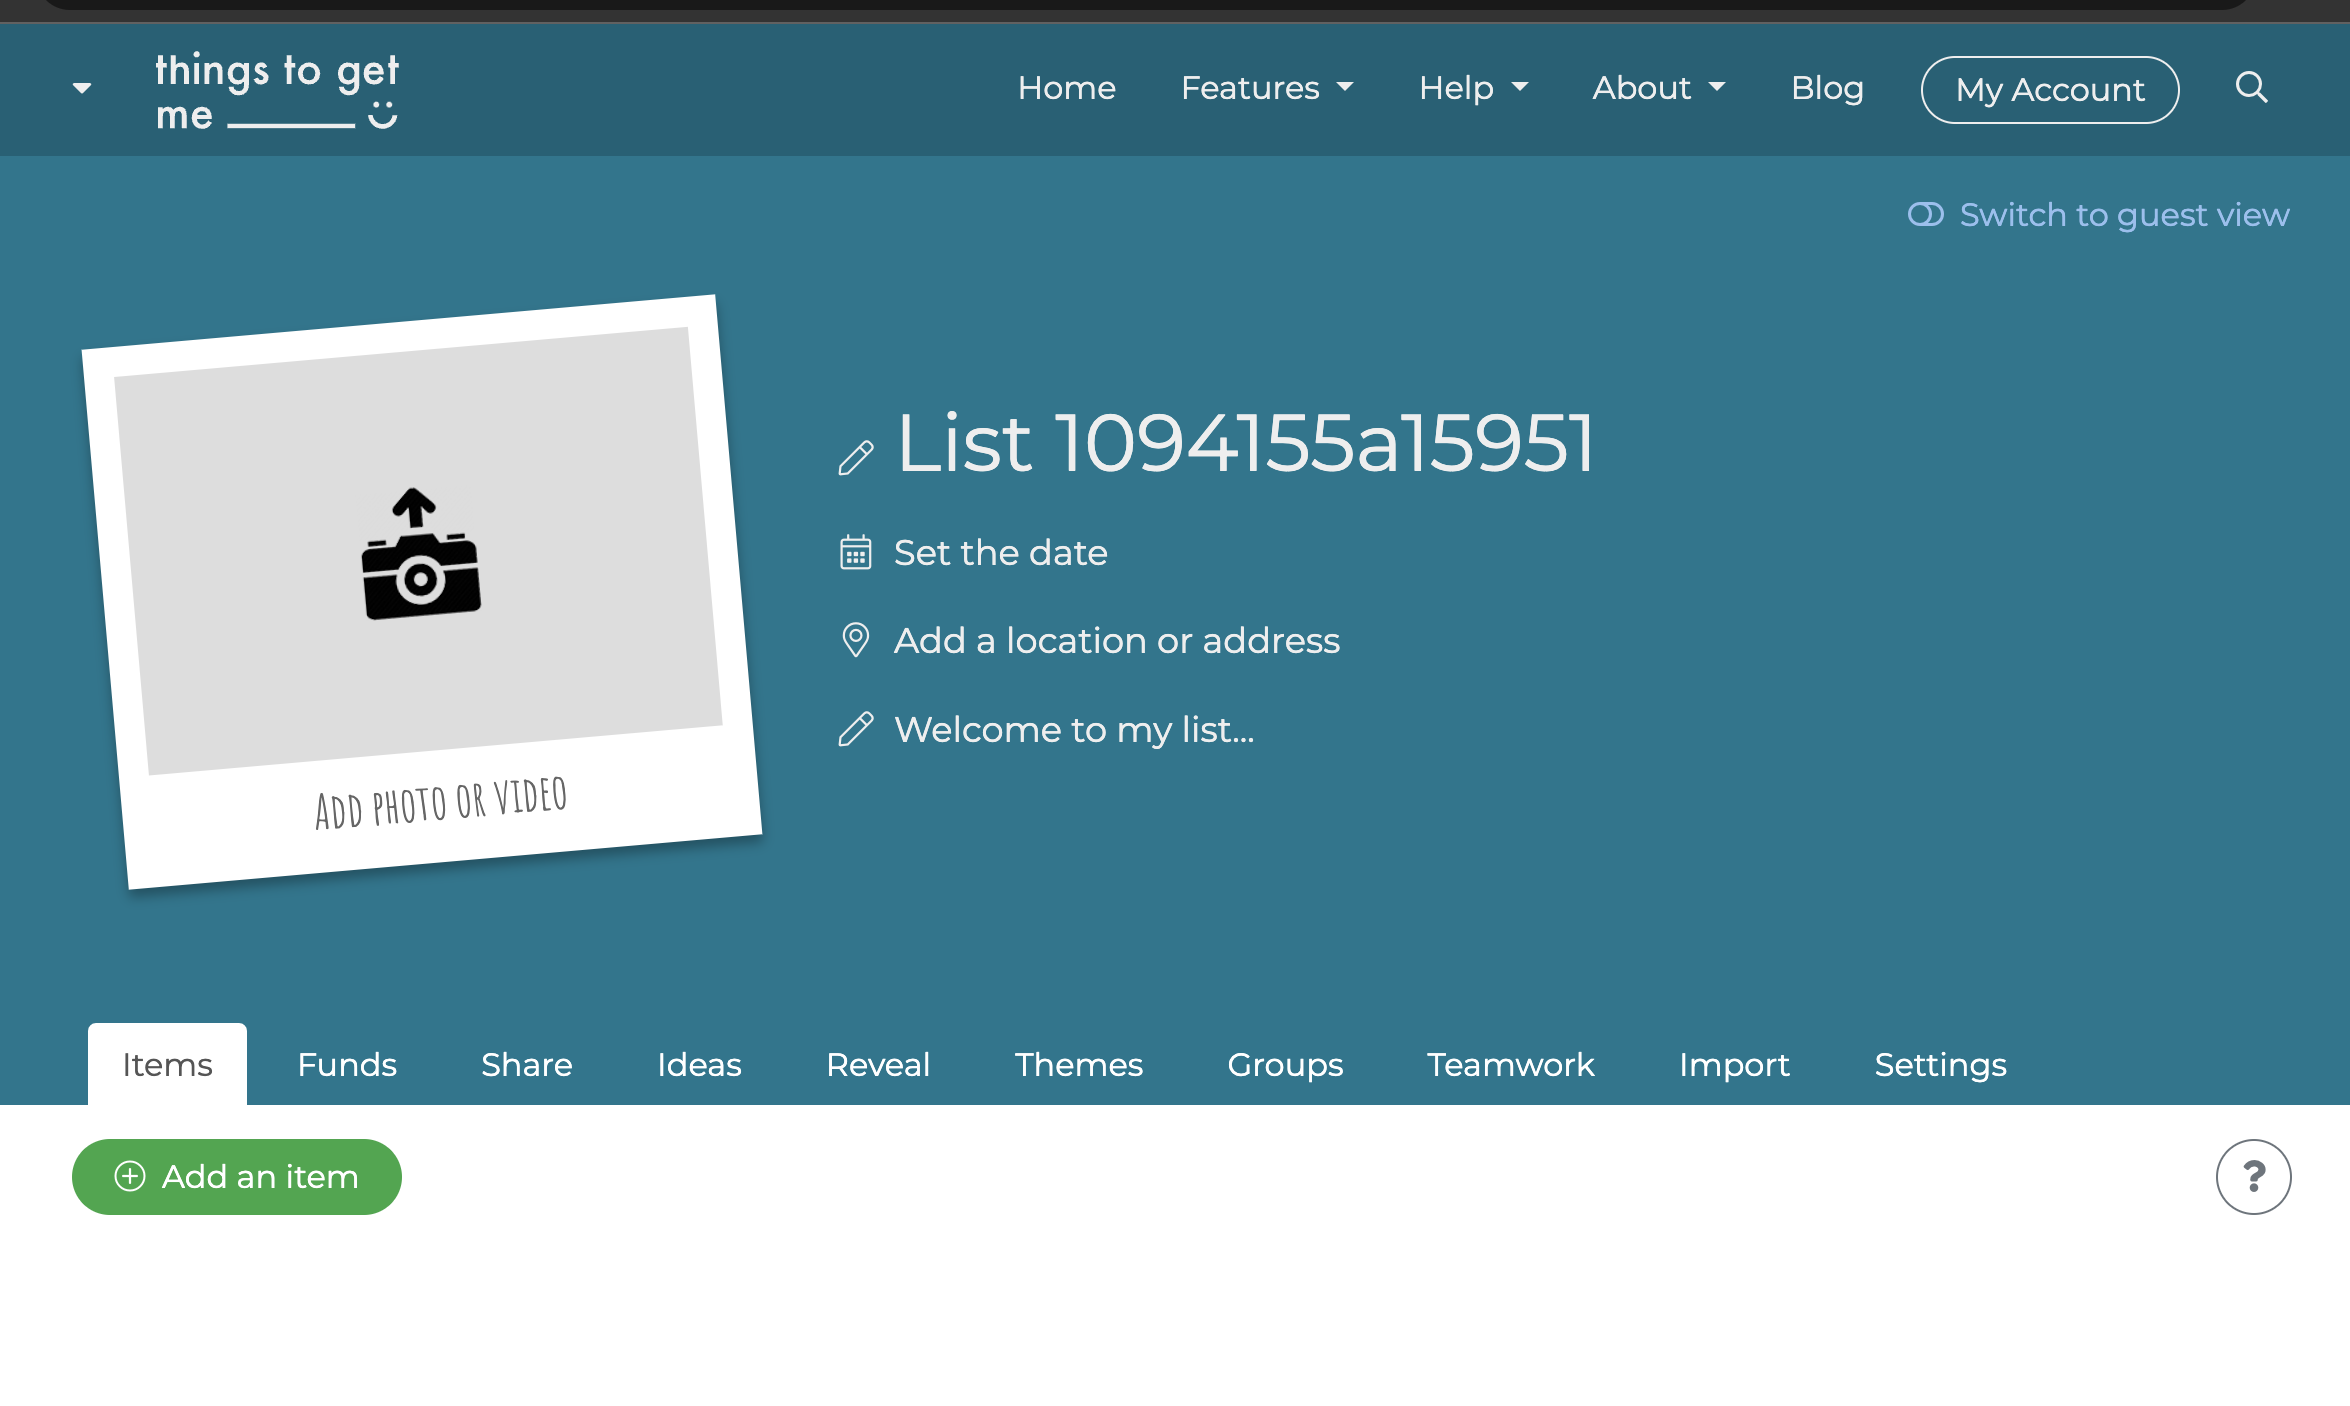 things to get
me
Home Features Help About Blog My Account
Switch to guest view
List 1094155a15951
Set the date
Add a location or address
Welcome to my list...
Add photo or video
Items Funds Share Ideas Reveal Themes Groups Teamwork Import Settings
Add an item
?